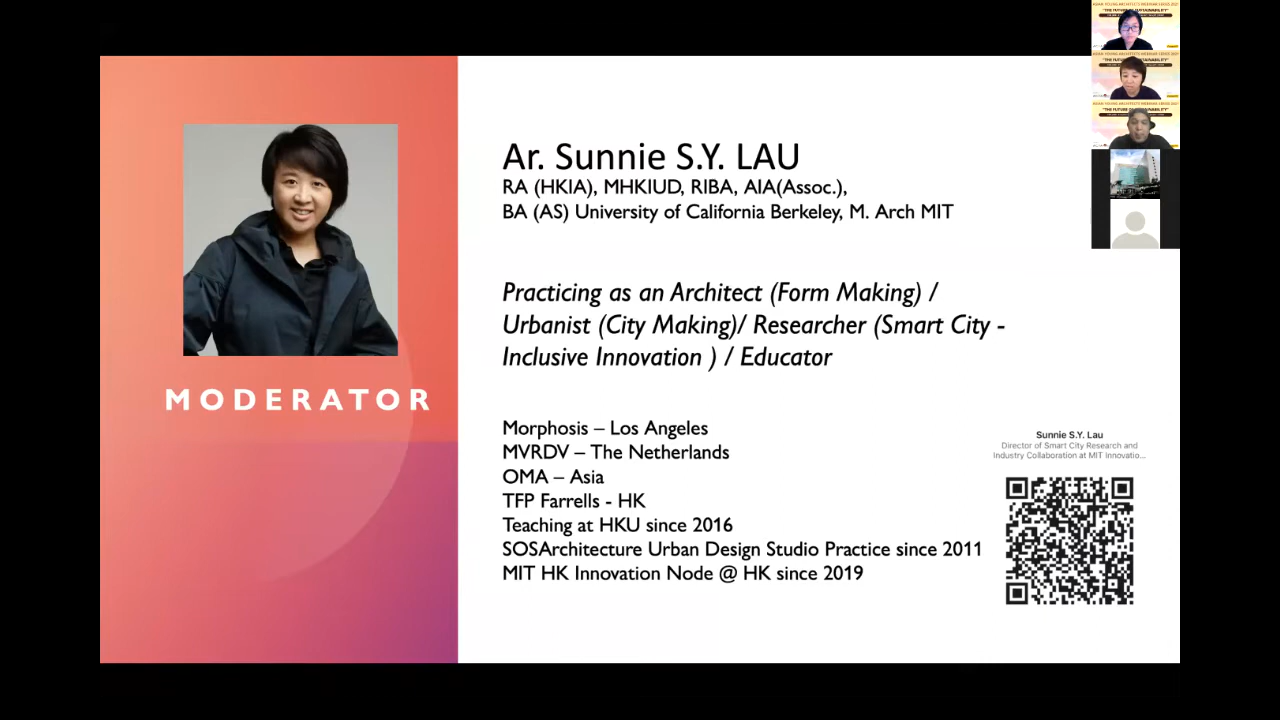 MODERATOR
Ar. Sunnie S.Y. LAU
RA (HKIA), MHKIUD, RIBA, AIA(Assoc.),
BA (AS) University of California Berkeley, M. Arch MIT
Practicing as an Architect (Form Making) /
Urbanist (City Making)/ Researcher (Smart City -
Inclusive Innovation ) / Educator
Morphosis – Los Angeles
MVRDV – The Netherlands
OMA – Asia
TFP Farrells - HK
Teaching at HKU since 2016
SOSArchitecture Urban Design Studio Practice since 2011
MIT HK Innovation Node @ HK since 2019
Sunnie S.Y. Lau
Director of Smart City Research and
Industry Collaboration at MIT Innovatio...